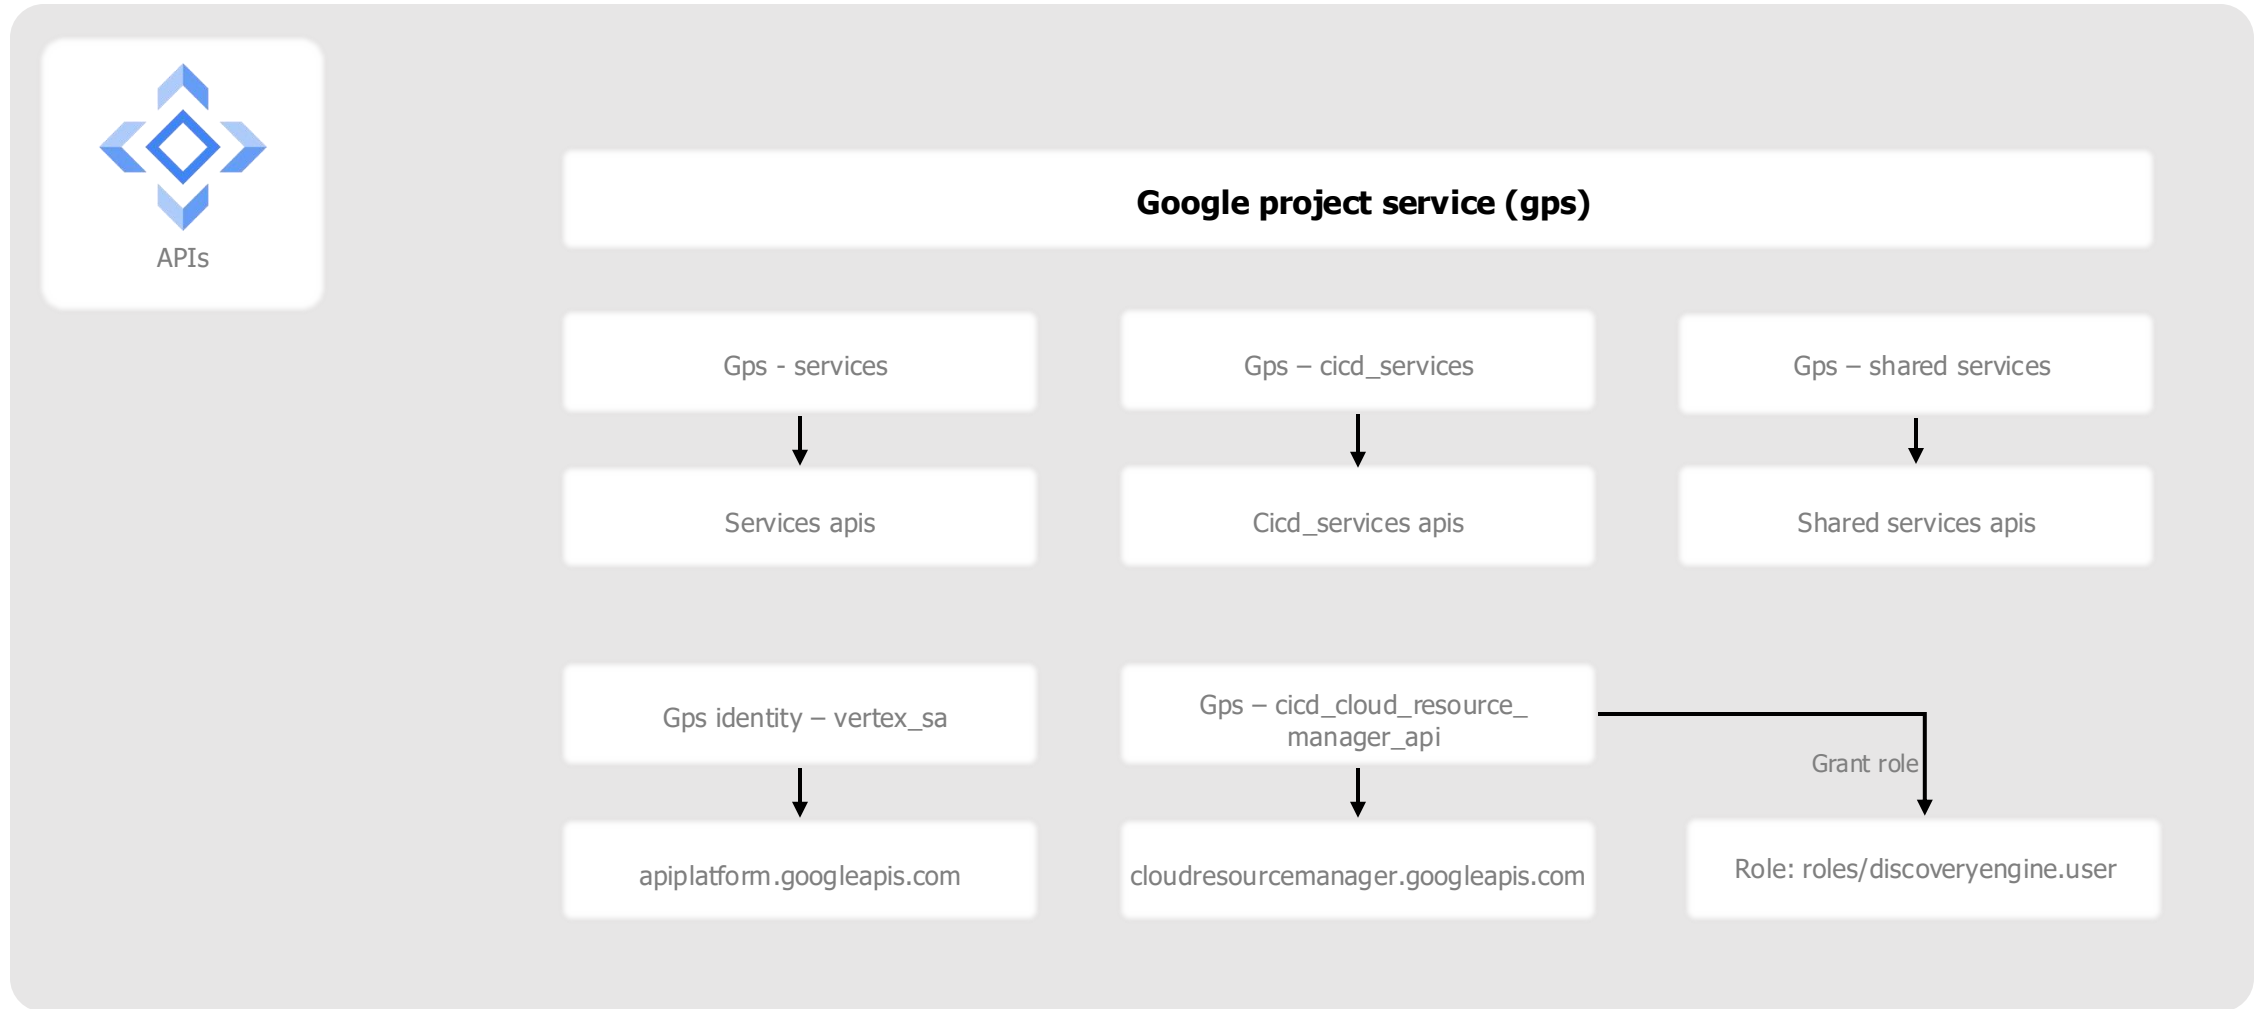 APIs
Google project service (gps)
Gps - services
Gps – cicd_services
Gps – shared services
Services apis
Cicd_services apis
Shared services apis
Gps identity – vertex_sa
Gps – cicd_cloud_resource_
manager_api
Grant role
apiplatform.googleapis.com
cloudresourcemanager.googleapis.com
Role: roles/discoveryengine.user